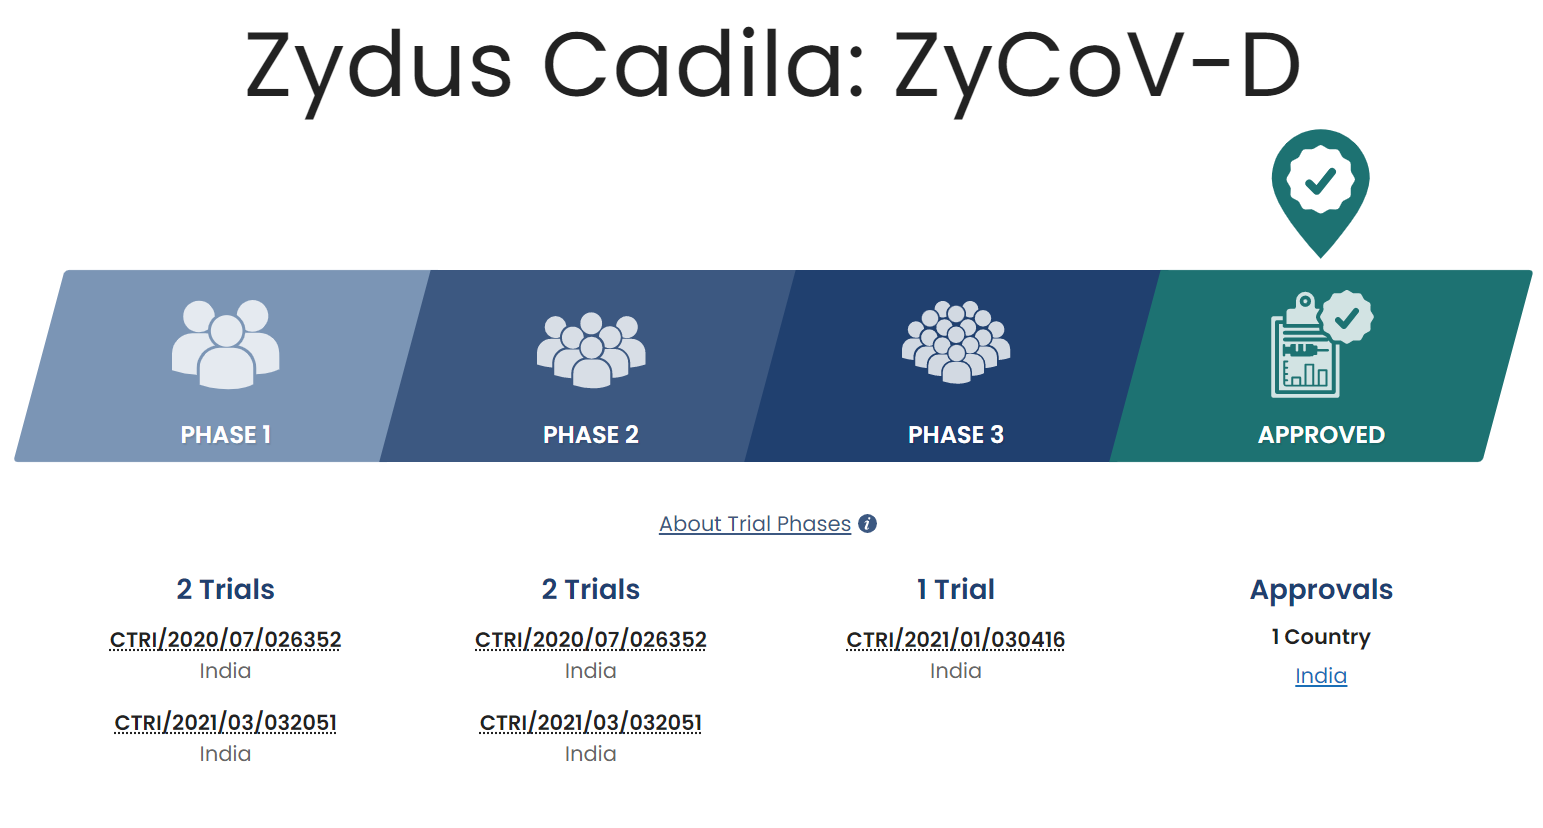 Zydus Cadila: ZyCoV-D
PHASE 1
PHASE 2
PHASE 3
APPROVED
About Trial Phases i
2 Trials
CTRI/2020/07/026352
India
CTRI/2021/03/032051
India
2 Trials
CTRI/2020/07/026352
India
CTRI/2021/03/032051
India
1 Trial
CTRI/2021/01/030416
India
Approvals
1 Country
India